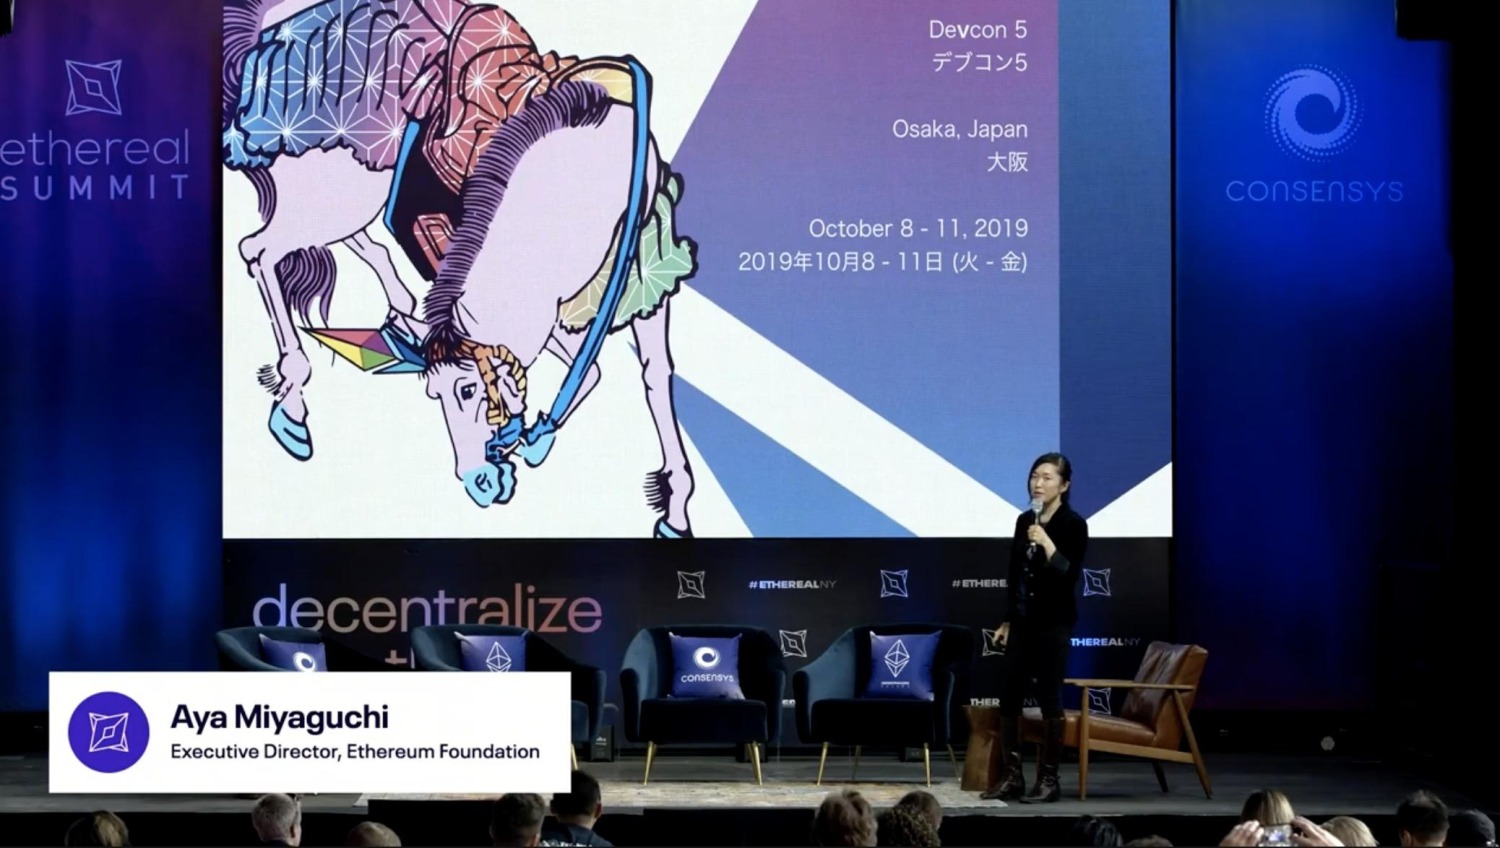 Devcon 5
デブコン5
Osaka, Japan
大阪
October 8 - 11, 2019
2019年10月8 - 11日 (火 - 金)
ethereal
SUMMIT
CONSENSYS
decentralize
#ETHEREALNY
#ETHERE
THEREALNY
CONSENSYS
THER
Aya Miyaguchi
Executive Director, Ethereum Foundation